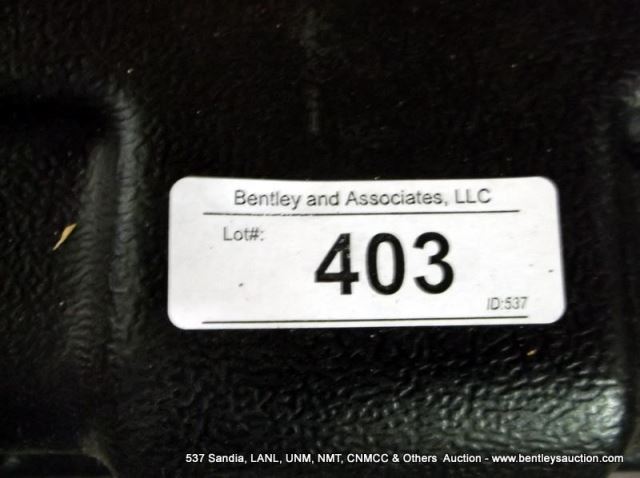 Bentley and Associates, LLC
Lot#:
403
ID:537
537 Sandia, LANL, UNM, NMT, CNMCC & Others Auction - www.bentleysauction.com